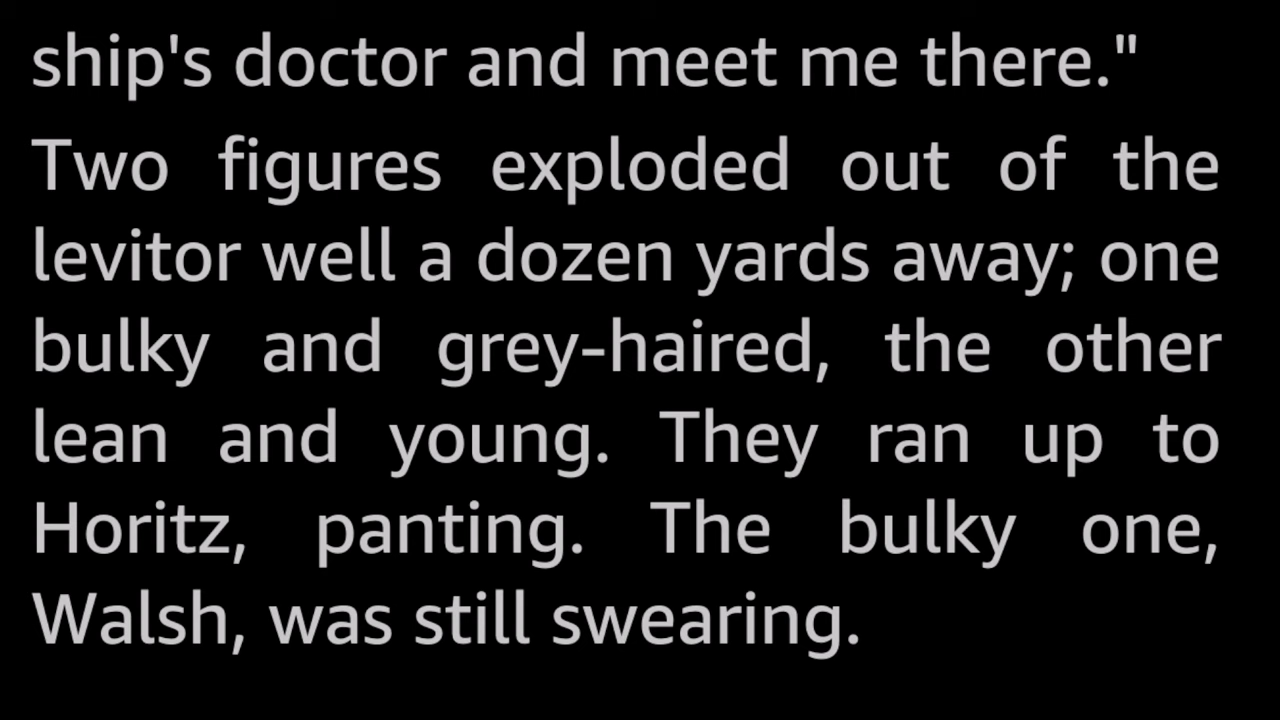 ship's doctor and meet me there."
Two figures exploded out of the
levitor well a dozen yards away; one
bulky and grey-haired, the other
lean and young. They ran up to
Horitz, panting. The bulky one,
Walsh, was still swearing.